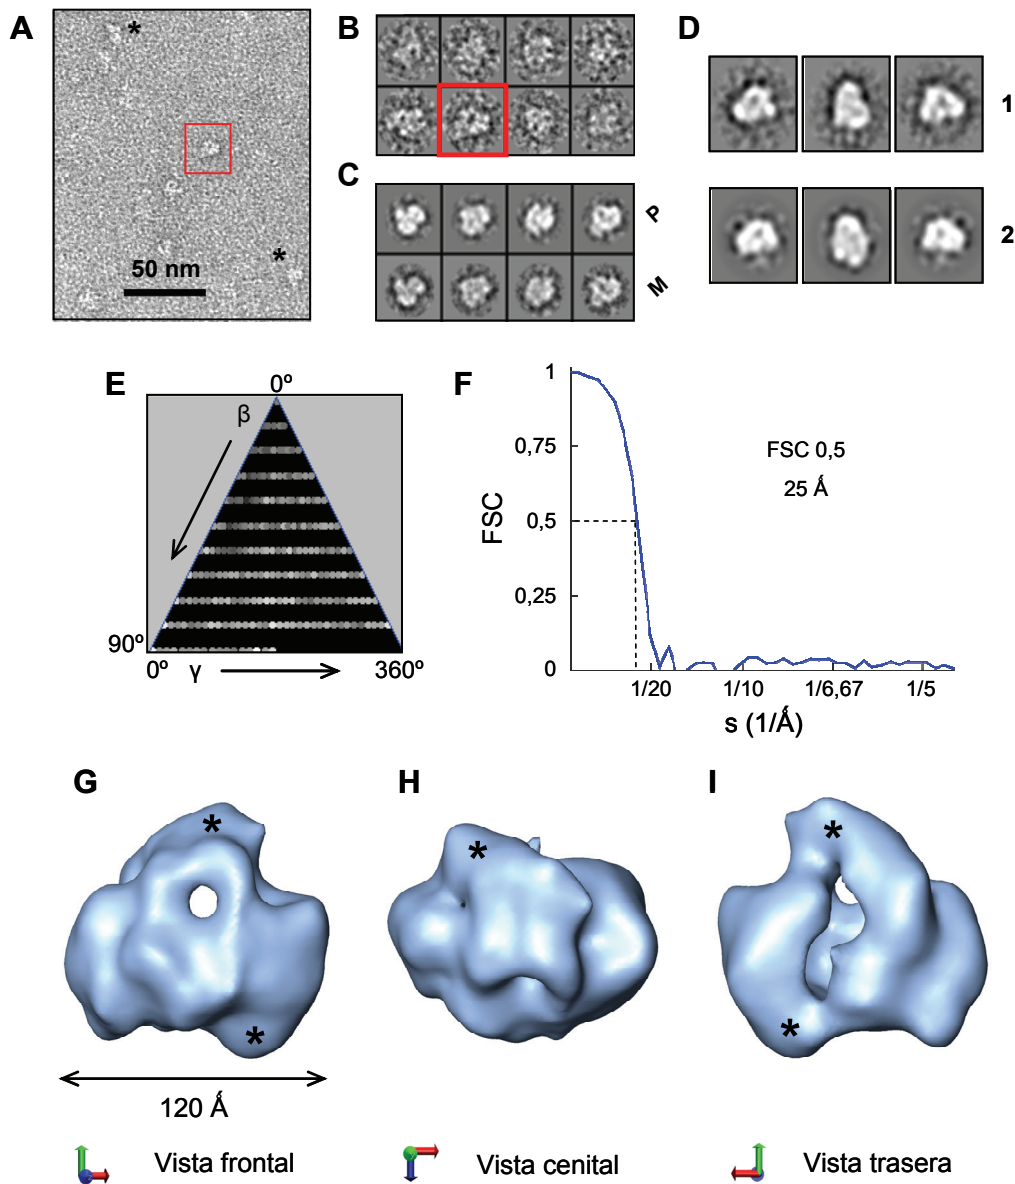 A
*
*
50 nm
B
C
P
M
D
1
2
E
0º
β
90º
0º
γ
360º
F
1
0,75
0,5
0,25
0
FSC
FSC 0,5
25 Å
1/20
1/10
1/6,67
1/5
s (1/Å)
G
*
*
120 Å
H
*
I
*
*
Vista frontal
Vista cenital
Vista trasera